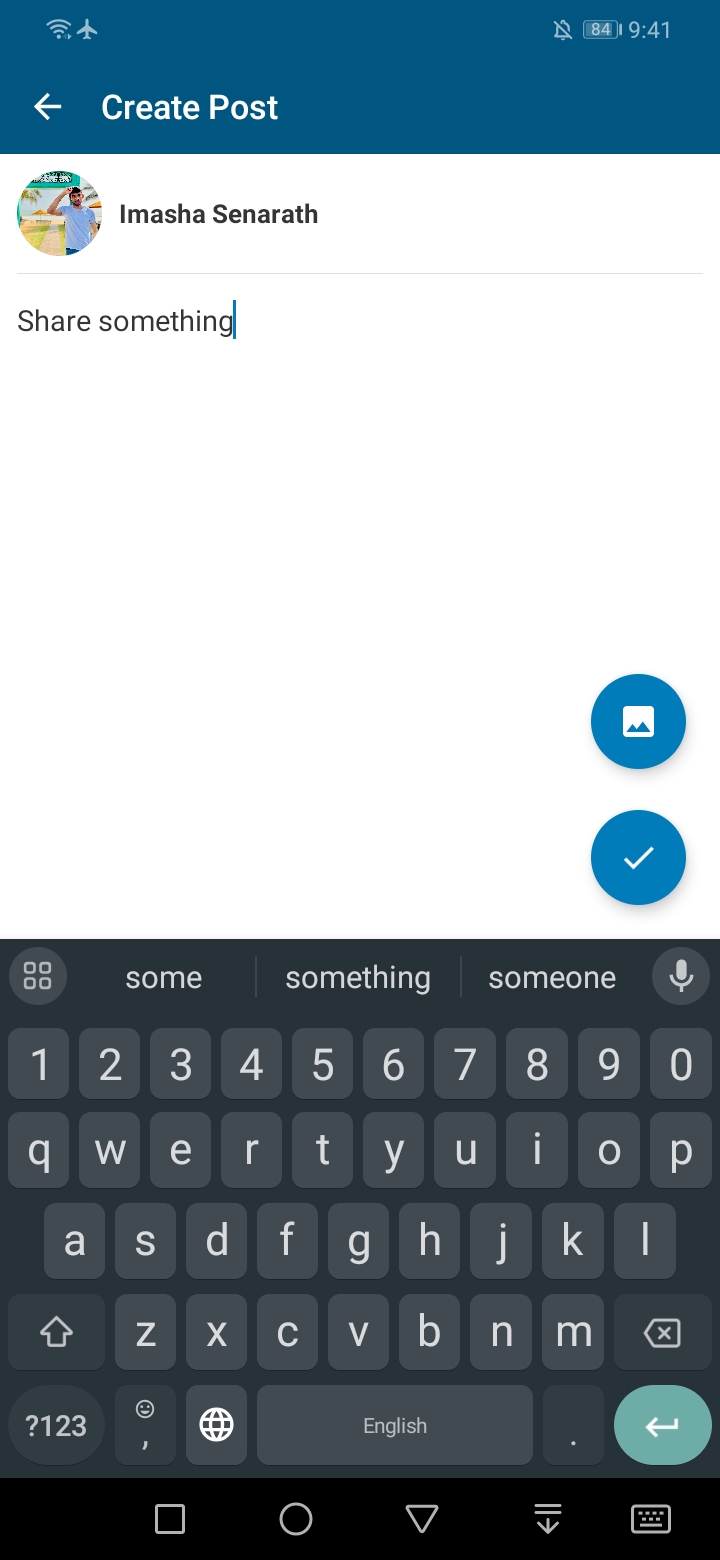 84 9:41
Create Post
Imasha Senarath
Share something
some something someone
1 2 3 4 5 6 7 8 9 0
q w e r t y u i o p
a s d f g h j k l
z x c v b n m
?123 , English .